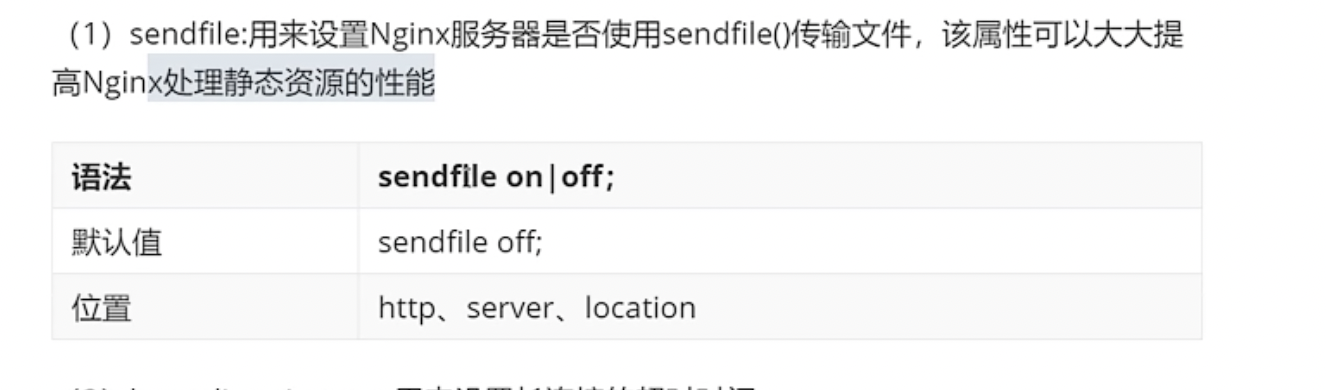 （1）sendfile:用来设置Nginx服务器是否使用sendfile()传输文件，该属性可以大大提
高Nginx处理静态资源的性能
语法 sendfile on|off;
默认值 sendfile off;
位置 http、server、location